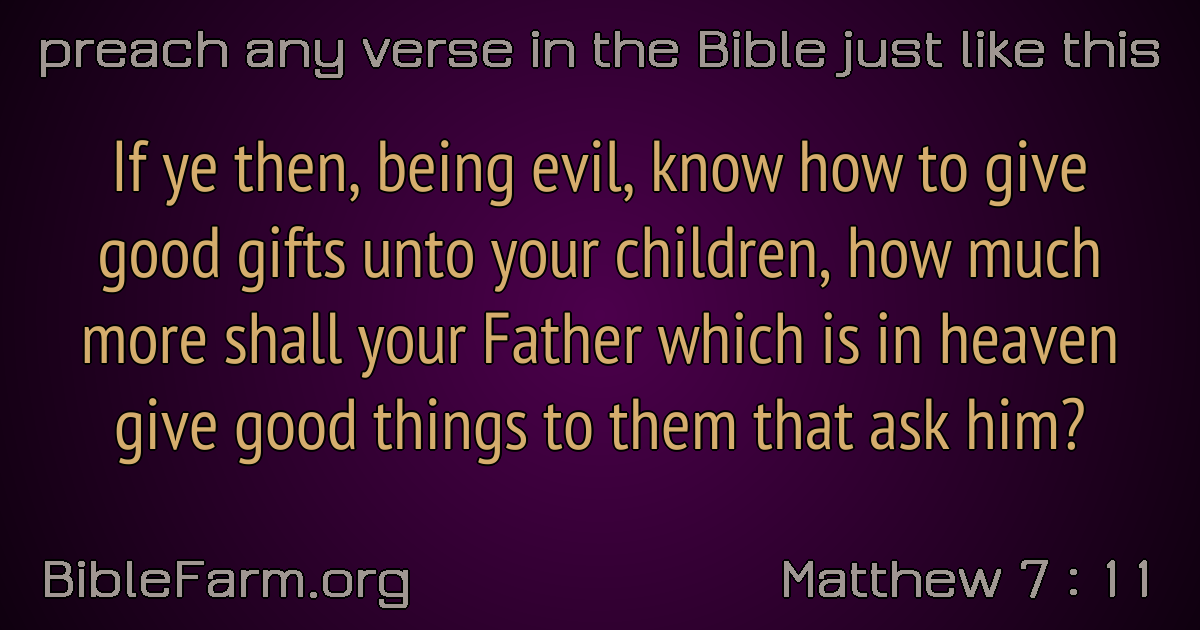 preach any verse in the Bible just like this
If ye then, being evil, know how to give
good gifts unto your children, how much
more shall your Father which is in heaven
give good things to them that ask him?
BibleFarm.org
Matthew 7 : 11